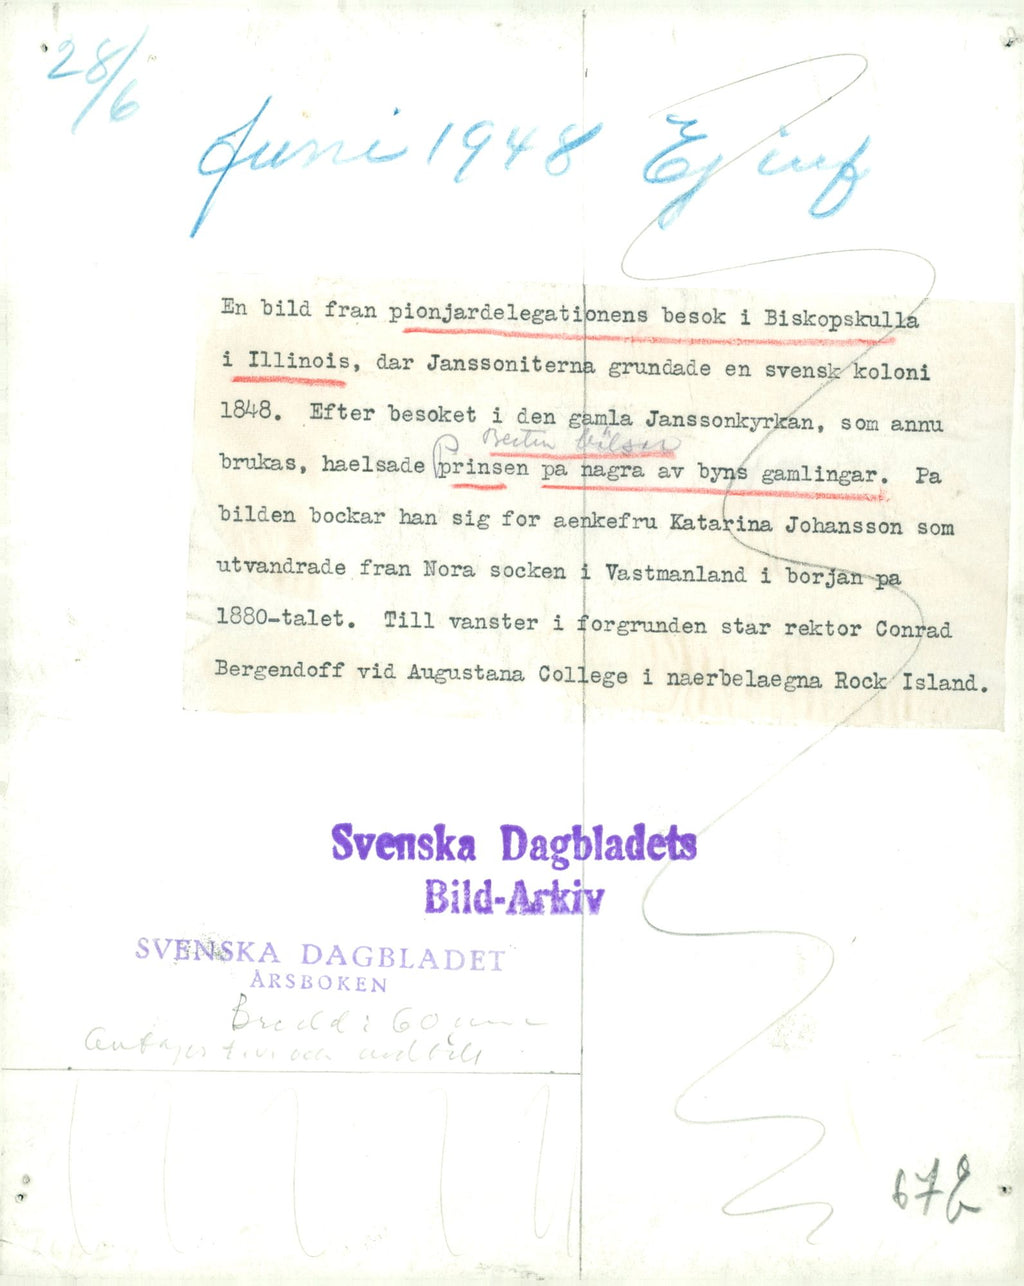 28/6
Juni 1948 Ej inf
En bild fran pionjardelegationens besok i Biskopskulla
i Illinois, dar Janssoniterna grundade en svensk koloni
1848. Efter besoket i den gamla Janssonkyrkan, som annu
Bertil hälsar
brukas, haelsade prinsen pa nagra av byns gamlingar. Pa
bilden bockar han sig for aenkefru Katarina Johansson som
utvandrade fran Nora socken i Vastmanland i borjan pa
1880-talet. Till vanster i forgrunden star rektor Conrad
Bergendoff vid Augustana College i naerbelaegna Rock Island.
Svenska Dagbladets
Bild-Arkiv
SVENSKA DAGBLADET
ÅRSBOKEN
Bredd: 60 mm
67